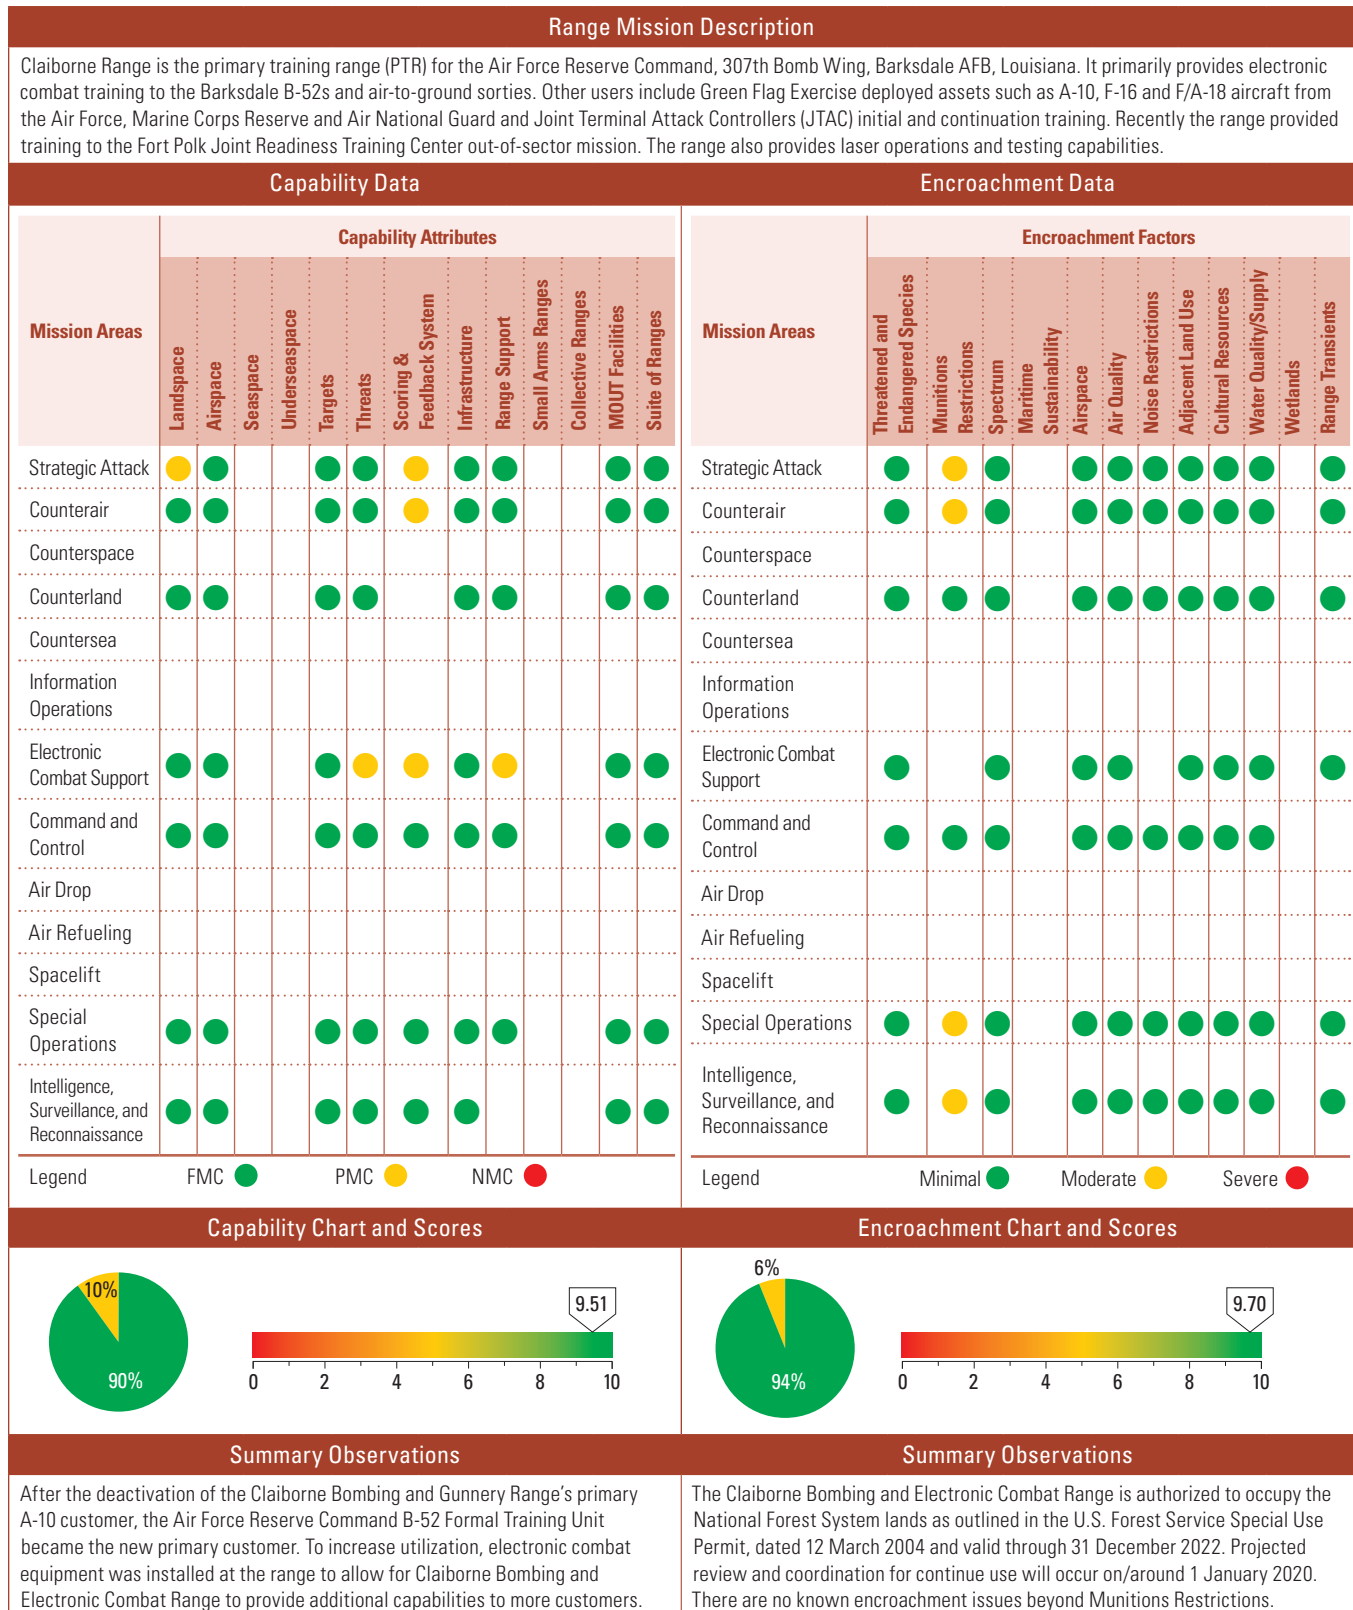 Range Mission Description
Claiborne Range is the primary training range (PTR) for the Air Force Reserve Command, 307th Bomb Wing, Barksdale AFB, Louisiana. It primarily provides electronic
combat training to the Barksdale B-52s and air-to-ground sorties. Other users include Green Flag Exercise deployed assets such as A-10, F-16 and F/A-18 aircraft from
the Air Force, Marine Corps Reserve and Air National Guard and Joint Terminal Attack Controllers (JTAC) initial and continuation training. Recently the range provided
training to the Fort Polk Joint Readiness Training Center out-of-sector mission. The range also provides laser operations and testing capabilities.
Capability Data
Mission Areas
Capability Attributes
Landspace
Airspace
Seaspace
Underseaspace
Targets
Threats
Scoring &
Feedback System
Infrastructure
Range Support
Small Arms Ranges
Collective Ranges
MOUT Facilities
Suite of Ranges
Strategic Attack
Counterair
Counterspace
Counterland
Countersea
Information
Operations
Electronic
Combat Support
Command and
Control
Air Drop
Air Refueling
Spacelift
Special
Operations
Intelligence,
Surveillance, and
Reconnaissance
Legend
FMC
PMC
NMC
Encroachment Data
Mission Areas
Encroachment Factors
Threatened and
Endangered Species
Munitions
Restrictions
Spectrum
Maritime
Sustainability
Airspace
Air Quality
Noise Restrictions
Adjacent Land Use
Cultural Resources
Water Quality/Supply
Wetlands
Range Transients
Strategic Attack
Counterair
Counterspace
Counterland
Countersea
Information
Operations
Electronic Combat
Support
Command and
Control
Air Drop
Air Refueling
Spacelift
Special Operations
Intelligence,
Surveillance, and
Reconnaissance
Legend
Minimal
Moderate
Severe
Capability Chart and Scores
10%
90%
9.51
0 2 4 6 8 10
Encroachment Chart and Scores
6%
94%
9.70
0 2 4 6 8 10
Summary Observations
After the deactivation of the Claiborne Bombing and Gunnery Range's primary
A-10 customer, the Air Force Reserve Command B-52 Formal Training Unit
became the new primary customer. To increase utilization, electronic combat
equipment was installed at the range to allow for Claiborne Bombing and
Electronic Combat Range to provide additional capabilities to more customers.
Summary Observations
The Claiborne Bombing and Electronic Combat Range is authorized to occupy the
National Forest System lands as outlined in the U.S. Forest Service Special Use
Permit, dated 12 March 2004 and valid through 31 December 2022. Projected
review and coordination for continue use will occur on/around 1 January 2020.
There are no known encroachment issues beyond Munitions Restrictions.